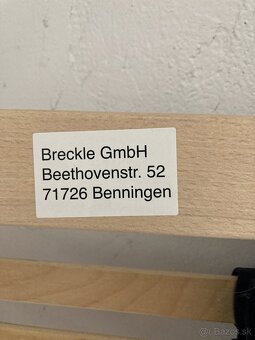 Breckle GmbH
Beethovenstr. 52
71726 Benningen
Bazos.sk